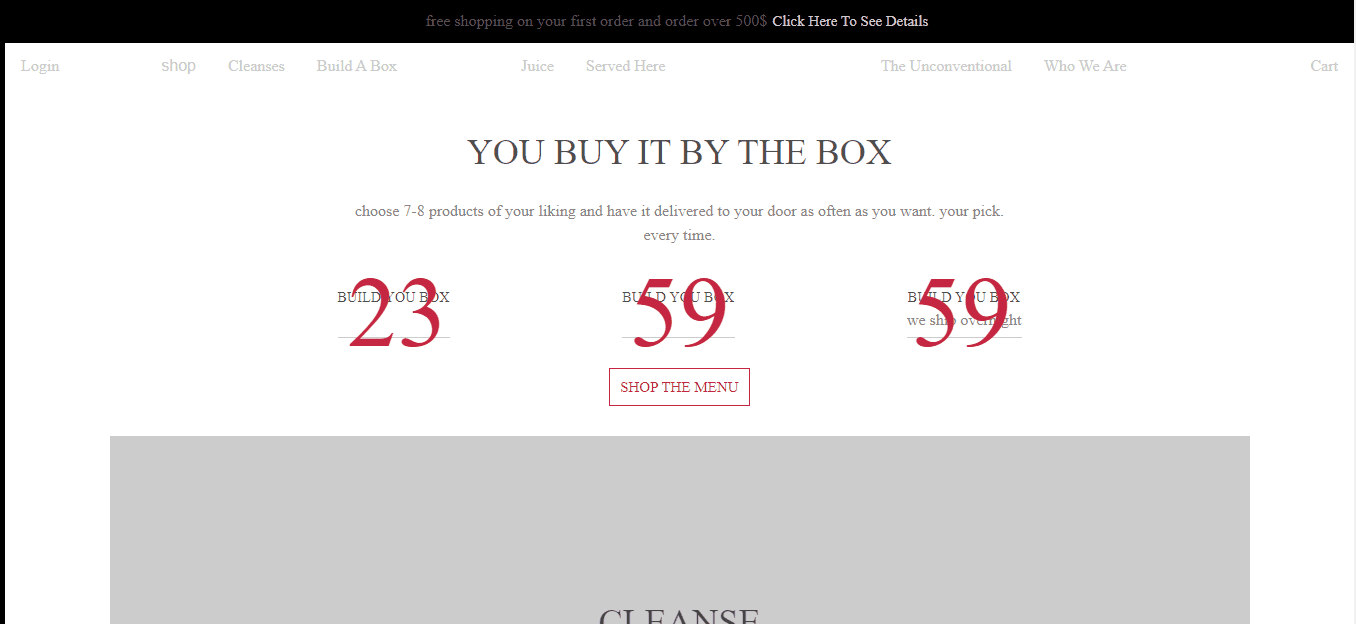 free shopping on your first order and order over 500$ Click Here To See Details
Login shop Cleanses Build A Box Juice Served Here The Unconventional Who We Are Cart
YOU BUY IT BY THE BOX
choose 7-8 products of your liking and have it delivered to your door as often as you want. your pick.
every time.
23
BUILD YOU BOX
59
BUILD YOU BOX
59
BUILD YOU BOX
we ship overnight
SHOP THE MENU
CLEANSE